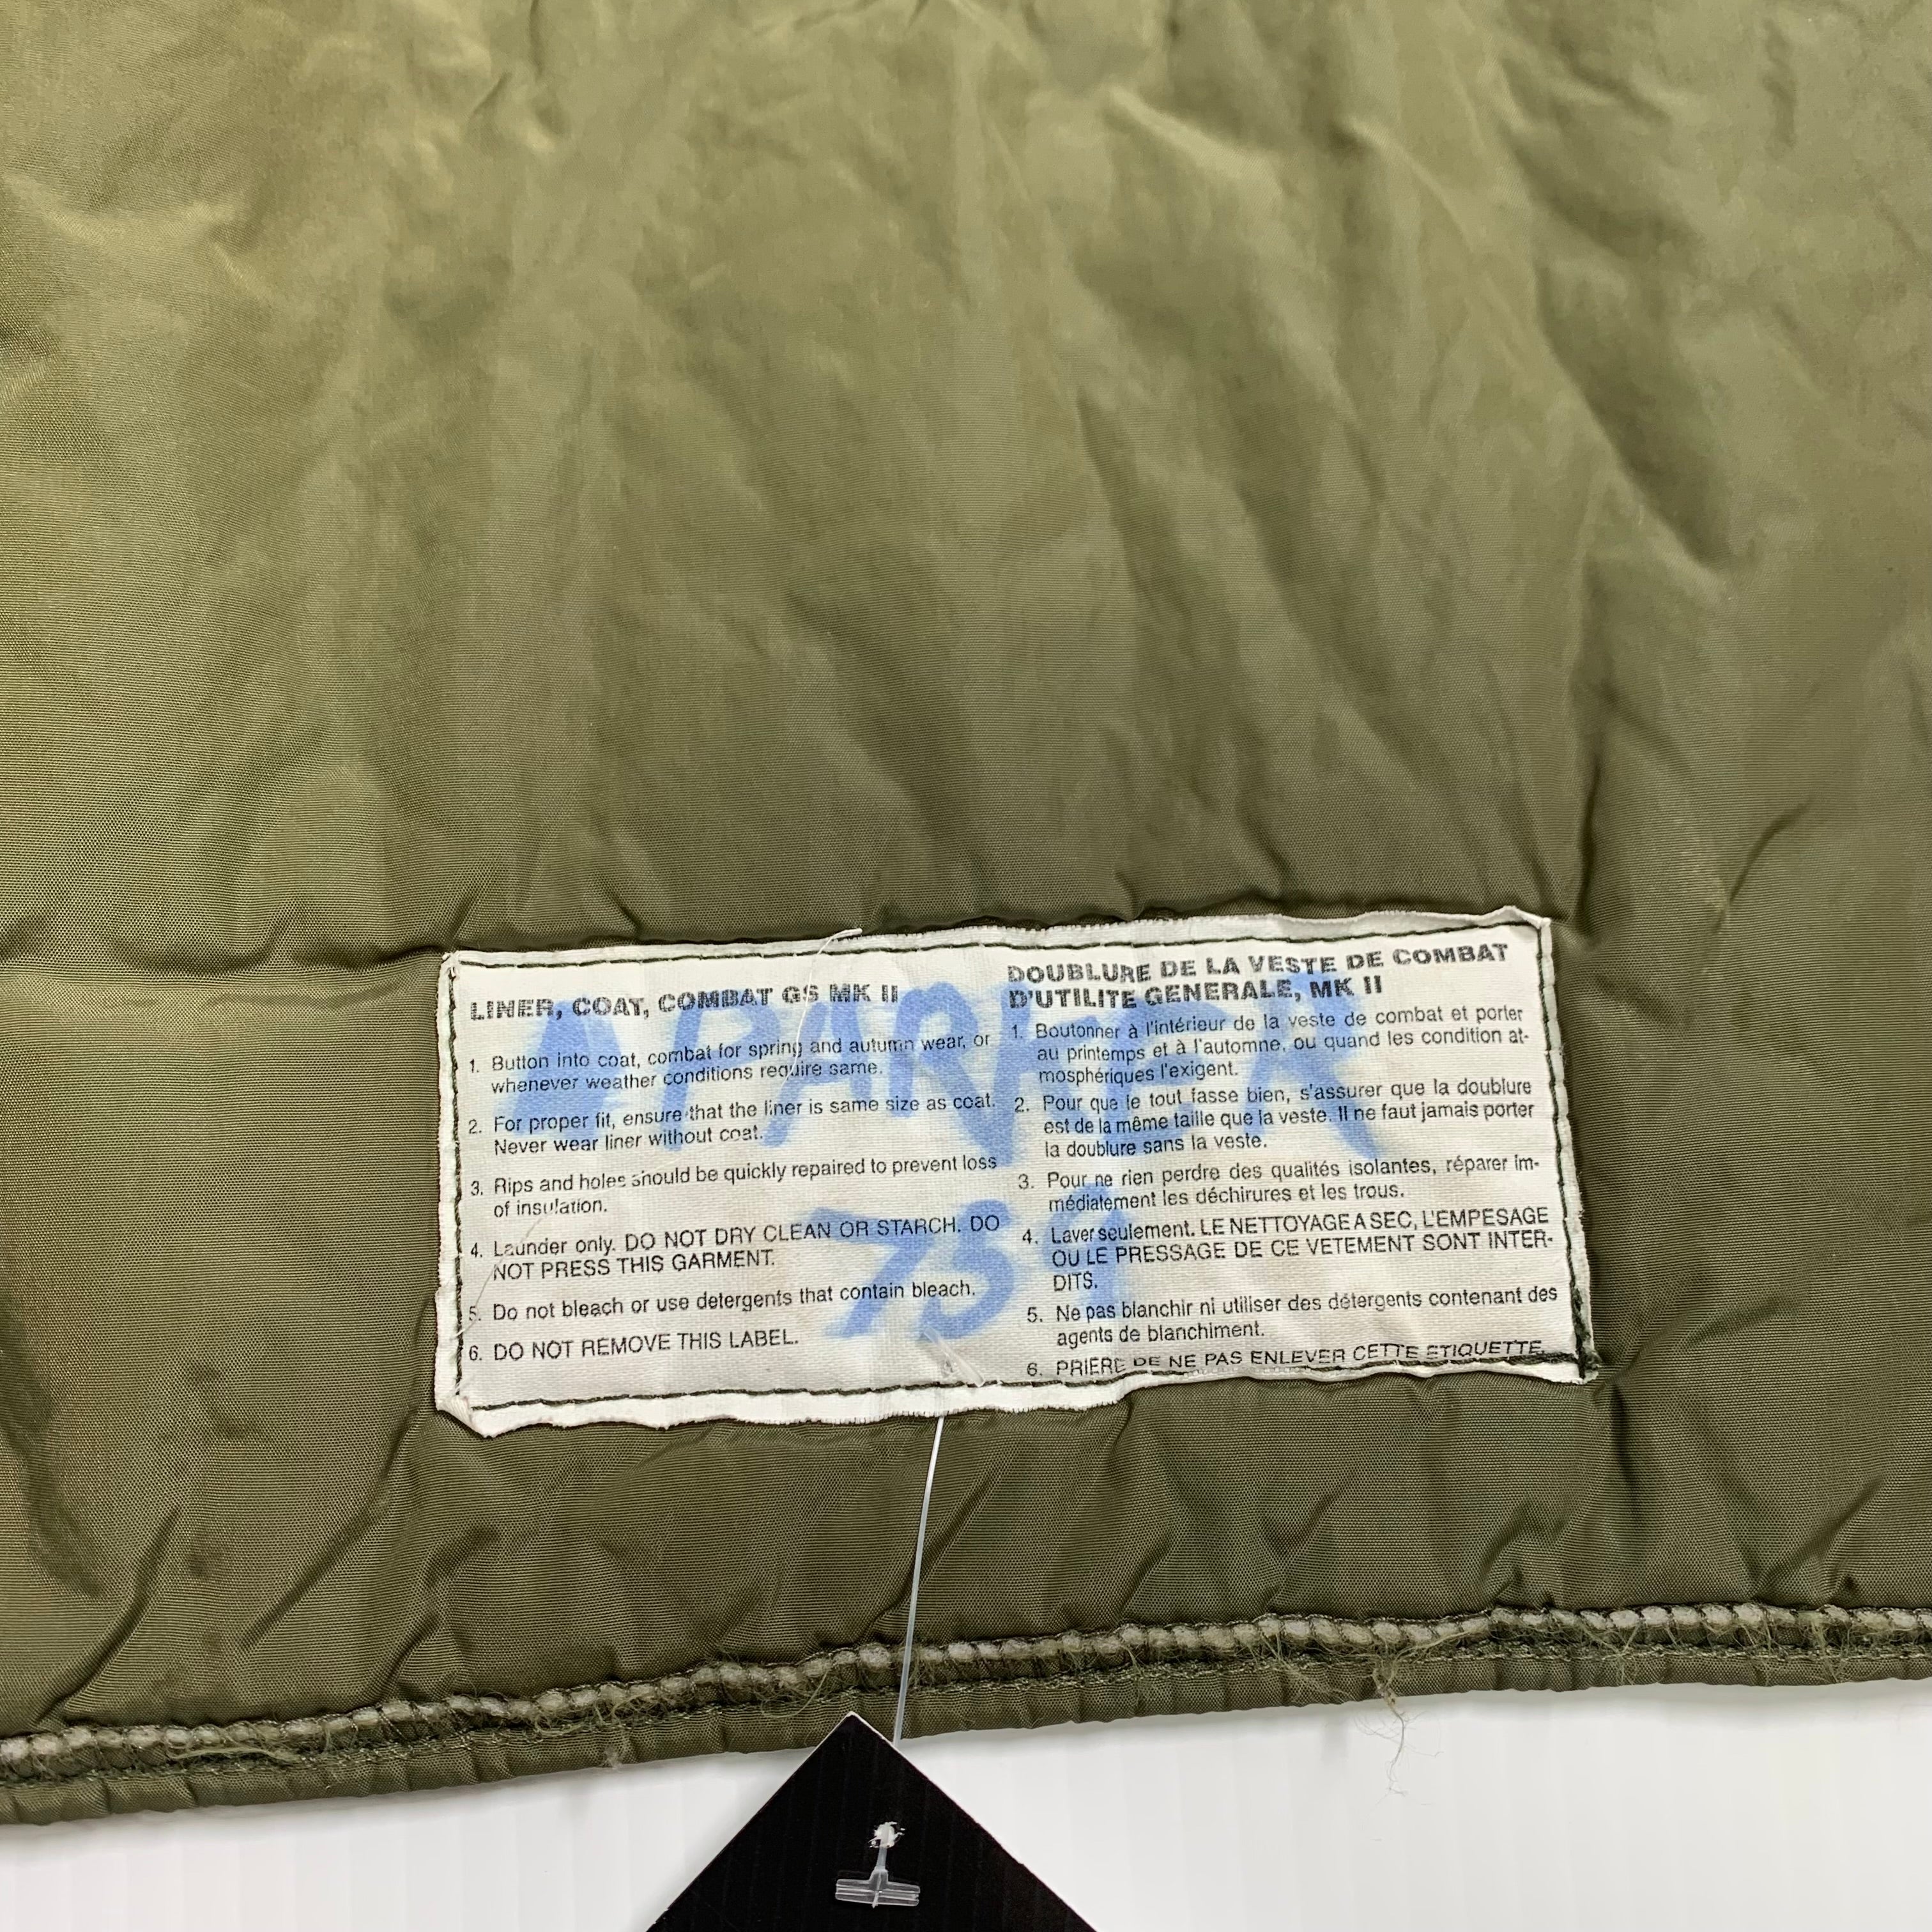 LINER, COAT, COMBAT GS MK II
1. Button into coat, combat for spring and autumn wear, or
whenever weather conditions require same.
2. For proper fit, ensure that the liner is same size as coat.
Never wear liner without coat.
3. Rips and holes should be quickly repaired to prevent loss
of insulation.
4. Launder only. DO NOT DRY CLEAN OR STARCH. DO
NOT PRESS THIS GARMENT.
5. Do not bleach or use detergents that contain bleach.
6. DO NOT REMOVE THIS LABEL.
DOUBLURE DE LA VESTE DE COMBAT
D'UTILITE GENERALE, MK II
1. Boutonner à l'intérieur de la veste de combat et porter
au printemps et à l'automne, ou quand les condition at-
mosphériques l'exigent.
2. Pour que le tout fasse bien, s'assurer que la doublure
est de la même taille que la veste. Il ne faut jamais porter
la doublure sans la veste.
3. Pour ne rien perdre des qualités isolantes, réparer im-
médiatement les déchirures et les trous.
4. Laver seulement. LE NETTOYAGE A SEC, L'EMPESAGE
OU LE PRESSAGE DE CE VETEMENT SONT INTER-
DITS.
5. Ne pas blanchir ni utiliser des détergents contenant des
agents de blanchiment.
6. PRIERE DE NE PAS ENLEVER CETTE ETIQUETTE.
PARKER